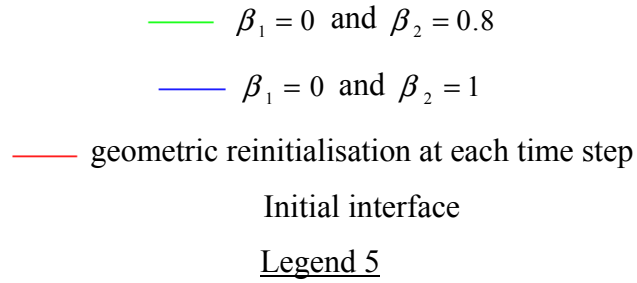 β₁ = 0 and β₂ = 0.8
β₁ = 0 and β₂ = 1
geometric reinitialisation at each time step
Initial interface
Legend 5